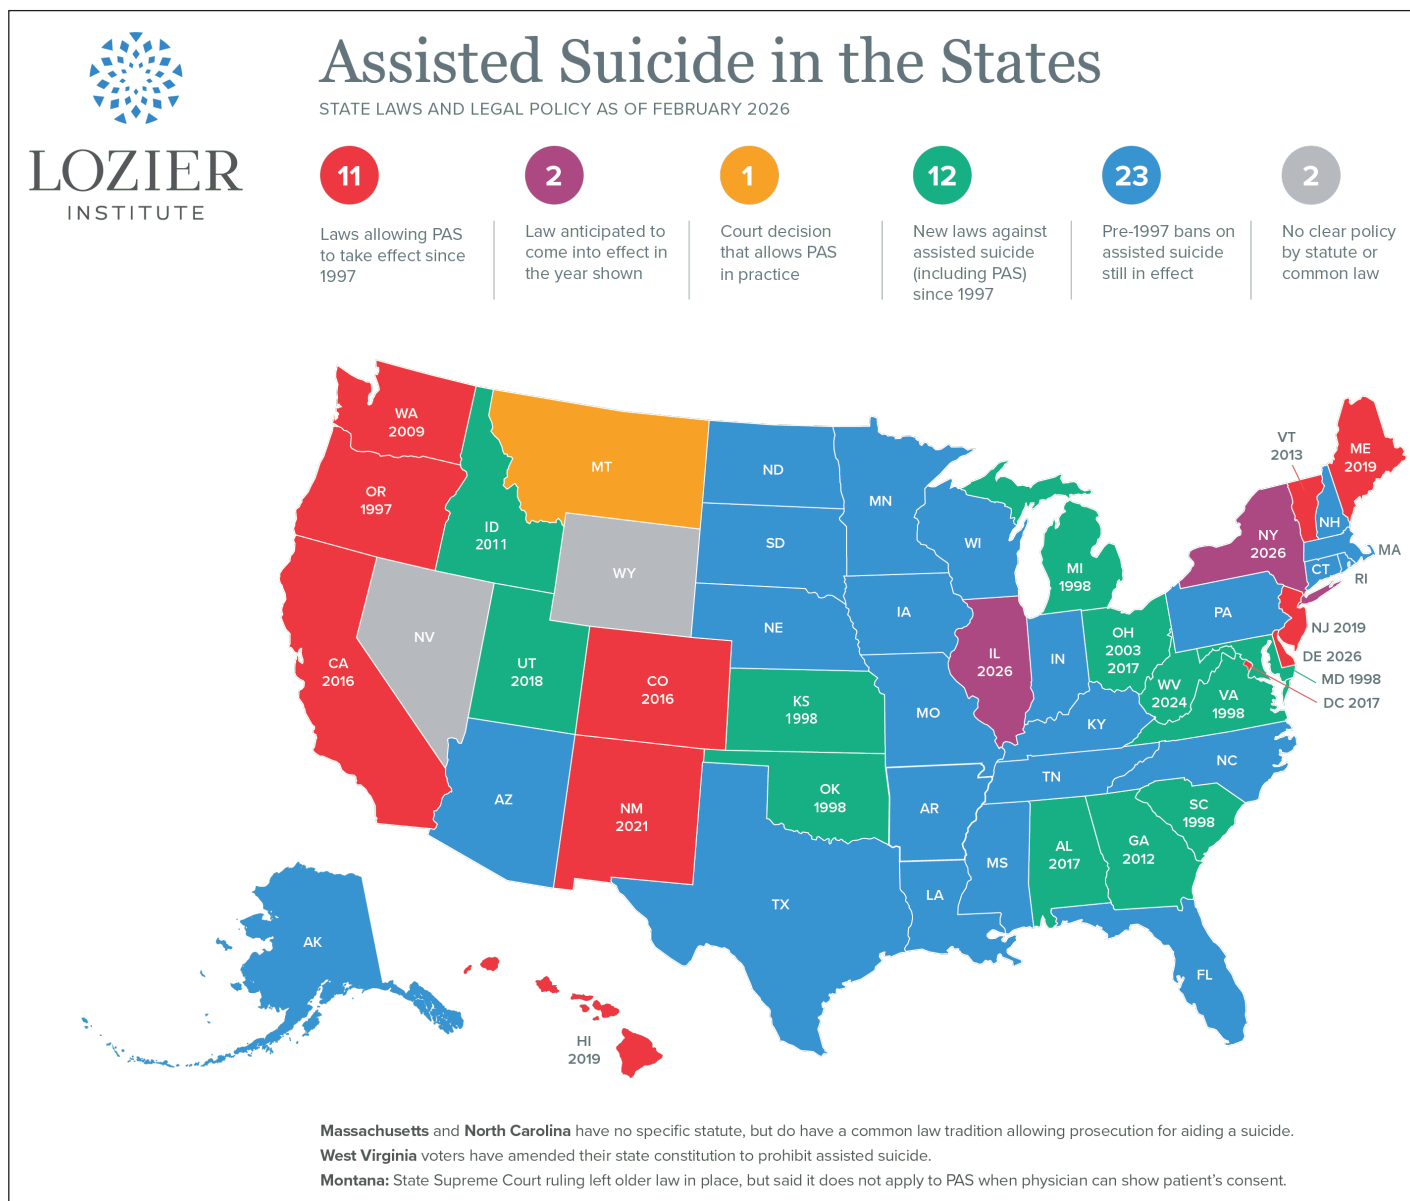 LOZIER
INSTITUTE
Assisted Suicide in the States
STATE LAWS AND LEGAL POLICY AS OF FEBRUARY 2026
11
Laws allowing PAS
to take effect since
1997
2
Law anticipated to
come into effect in
the year shown
1
Court decision
that allows PAS
in practice
12
New laws against
assisted suicide
(including PAS)
since 1997
23
Pre-1997 bans on
assisted suicide
still in effect
2
No clear policy
by statute or
common law
WA
2009
OR
1997
CA
2016
NV
ID
2011
MT
WY
UT
2018
CO
2016
AZ
NM
2021
ND
SD
NE
KS
1998
OK
1998
TX
MN
IA
MO
AR
LA
WI
IL
2026
MI
1998
IN
OH
2003
2017
KY
TN
MS
AL
2017
GA
2012
FL
SC
1998
NC
VA
1998
WV
2024
PA
NY
2026
VT
2013
NH
ME
2019
MA
CT
RI
NJ 2019
DE 2026
MD 1998
DC 2017
AK
HI
2019
Massachusetts and North Carolina have no specific statute, but do have a common law tradition allowing prosecution for aiding a suicide.
West Virginia voters have amended their state constitution to prohibit assisted suicide.
Montana: State Supreme Court ruling left older law in place, but said it does not apply to PAS when physician can show patient's consent.